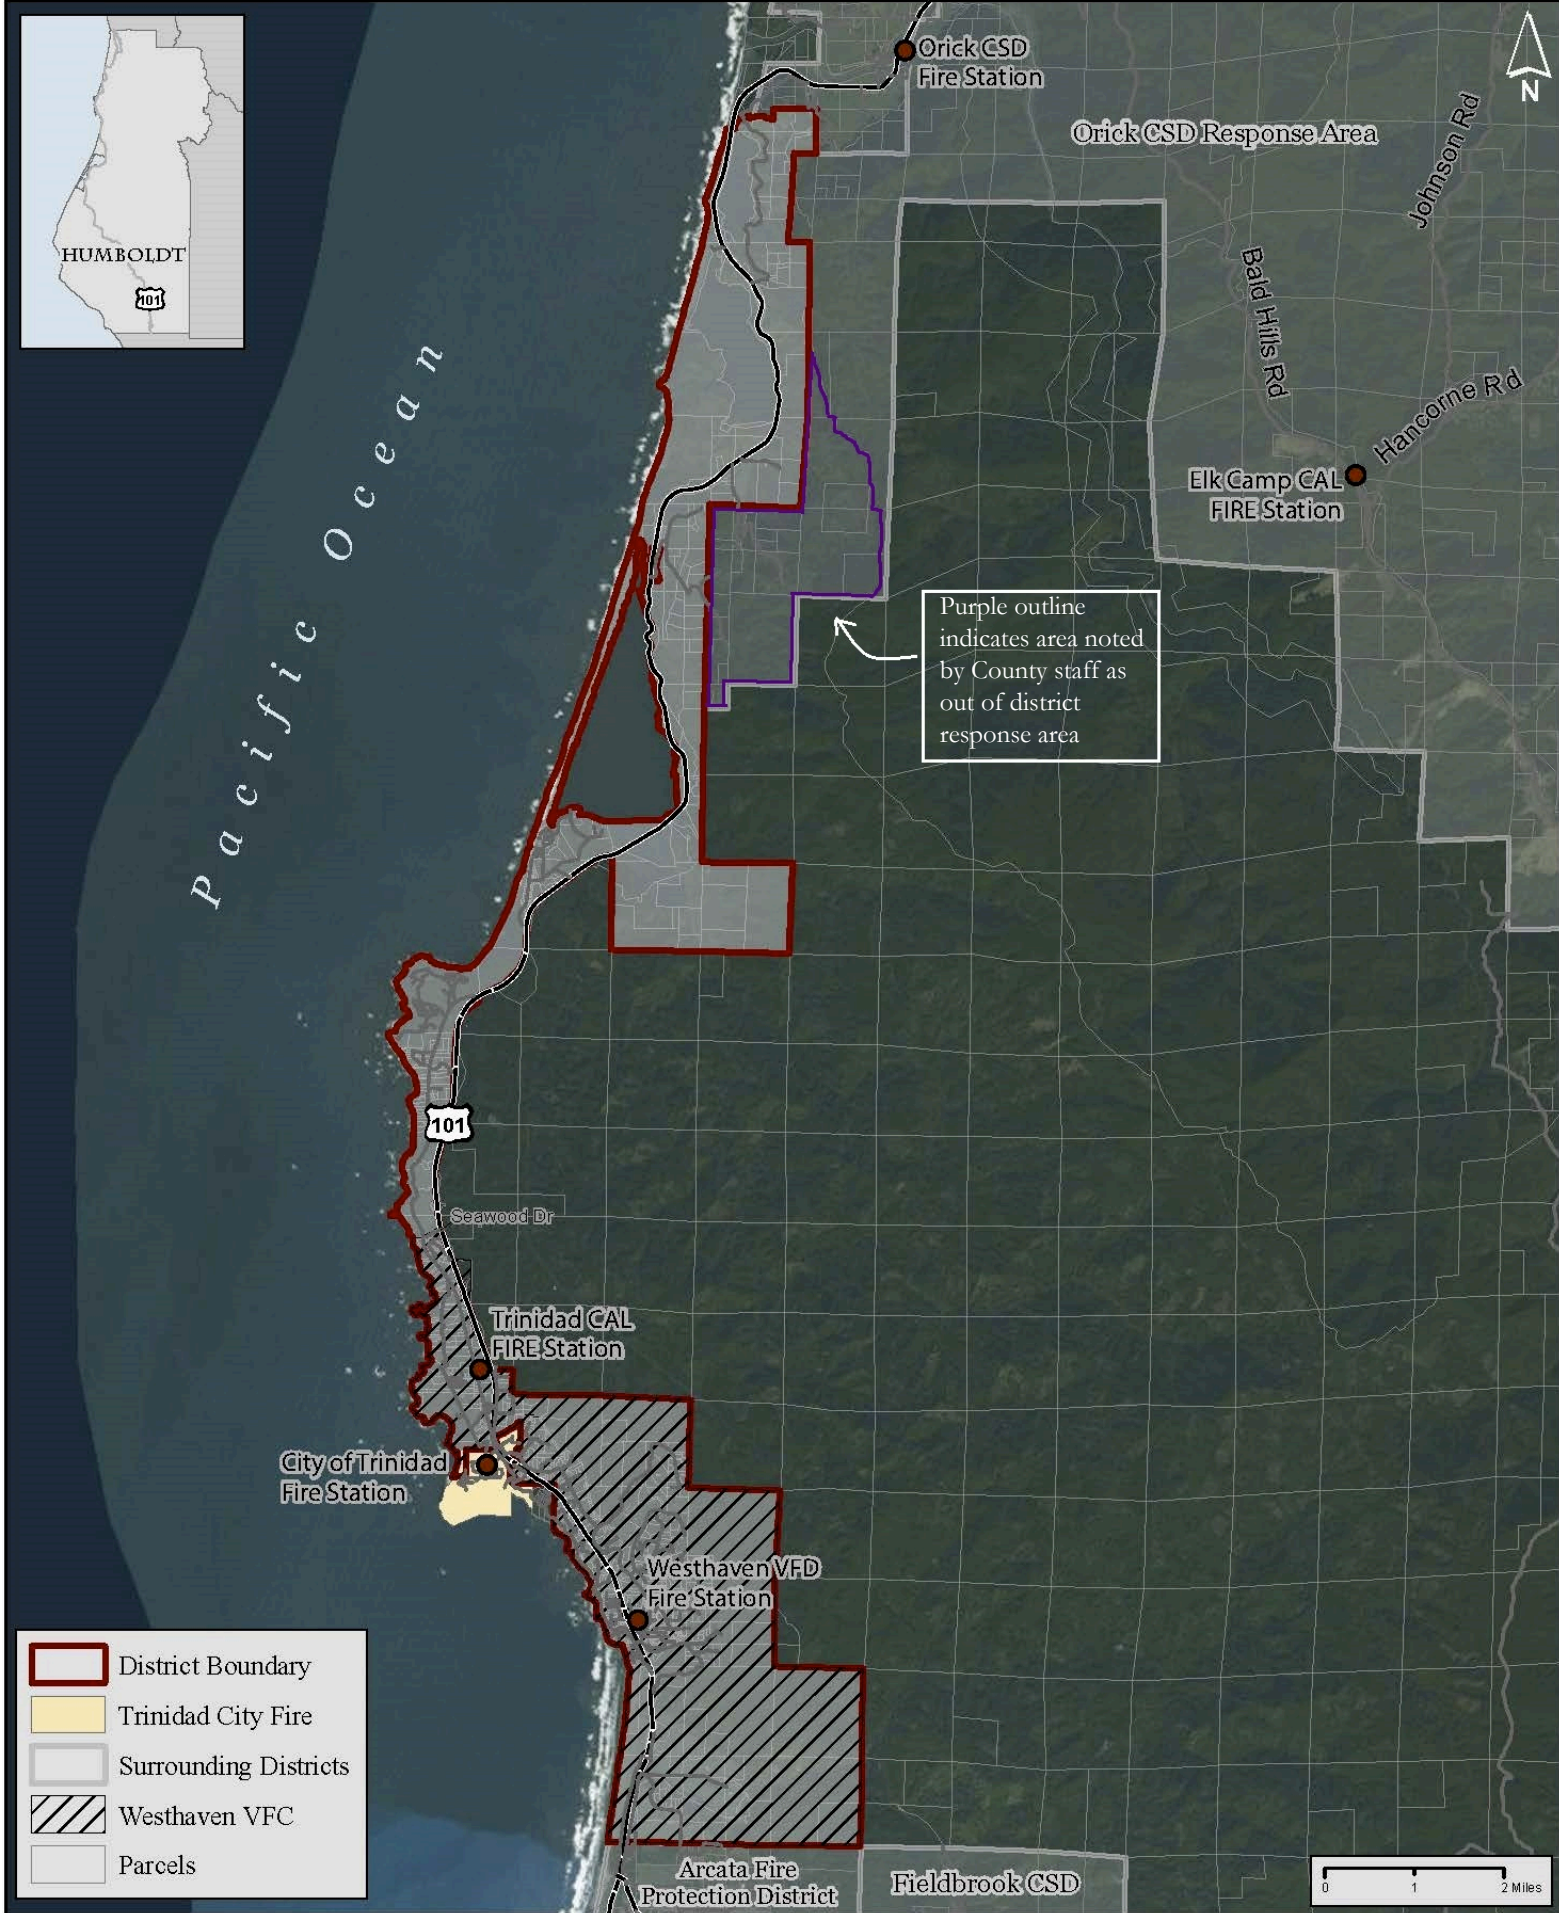 Orick CSD
Fire Station
N
Orick CSD Response Area
Johnson Rd
HUMBOLDT
101
Bald Hills Rd
Hancorne Rd
Pacific Ocean
Elk Camp CAL
FIRE Station
Purple outline
indicates area noted
by County staff as
out of district
response area
101
Seawood Dr
Trinidad CAL
FIRE Station
City of Trinidad
Fire Station
Westhaven VFD
Fire Station
District Boundary
Trinidad City Fire
Surrounding Districts
Westhaven VFC
Parcels
Arcata Fire
Protection District
Fieldbrook CSD
0 1 2 Miles